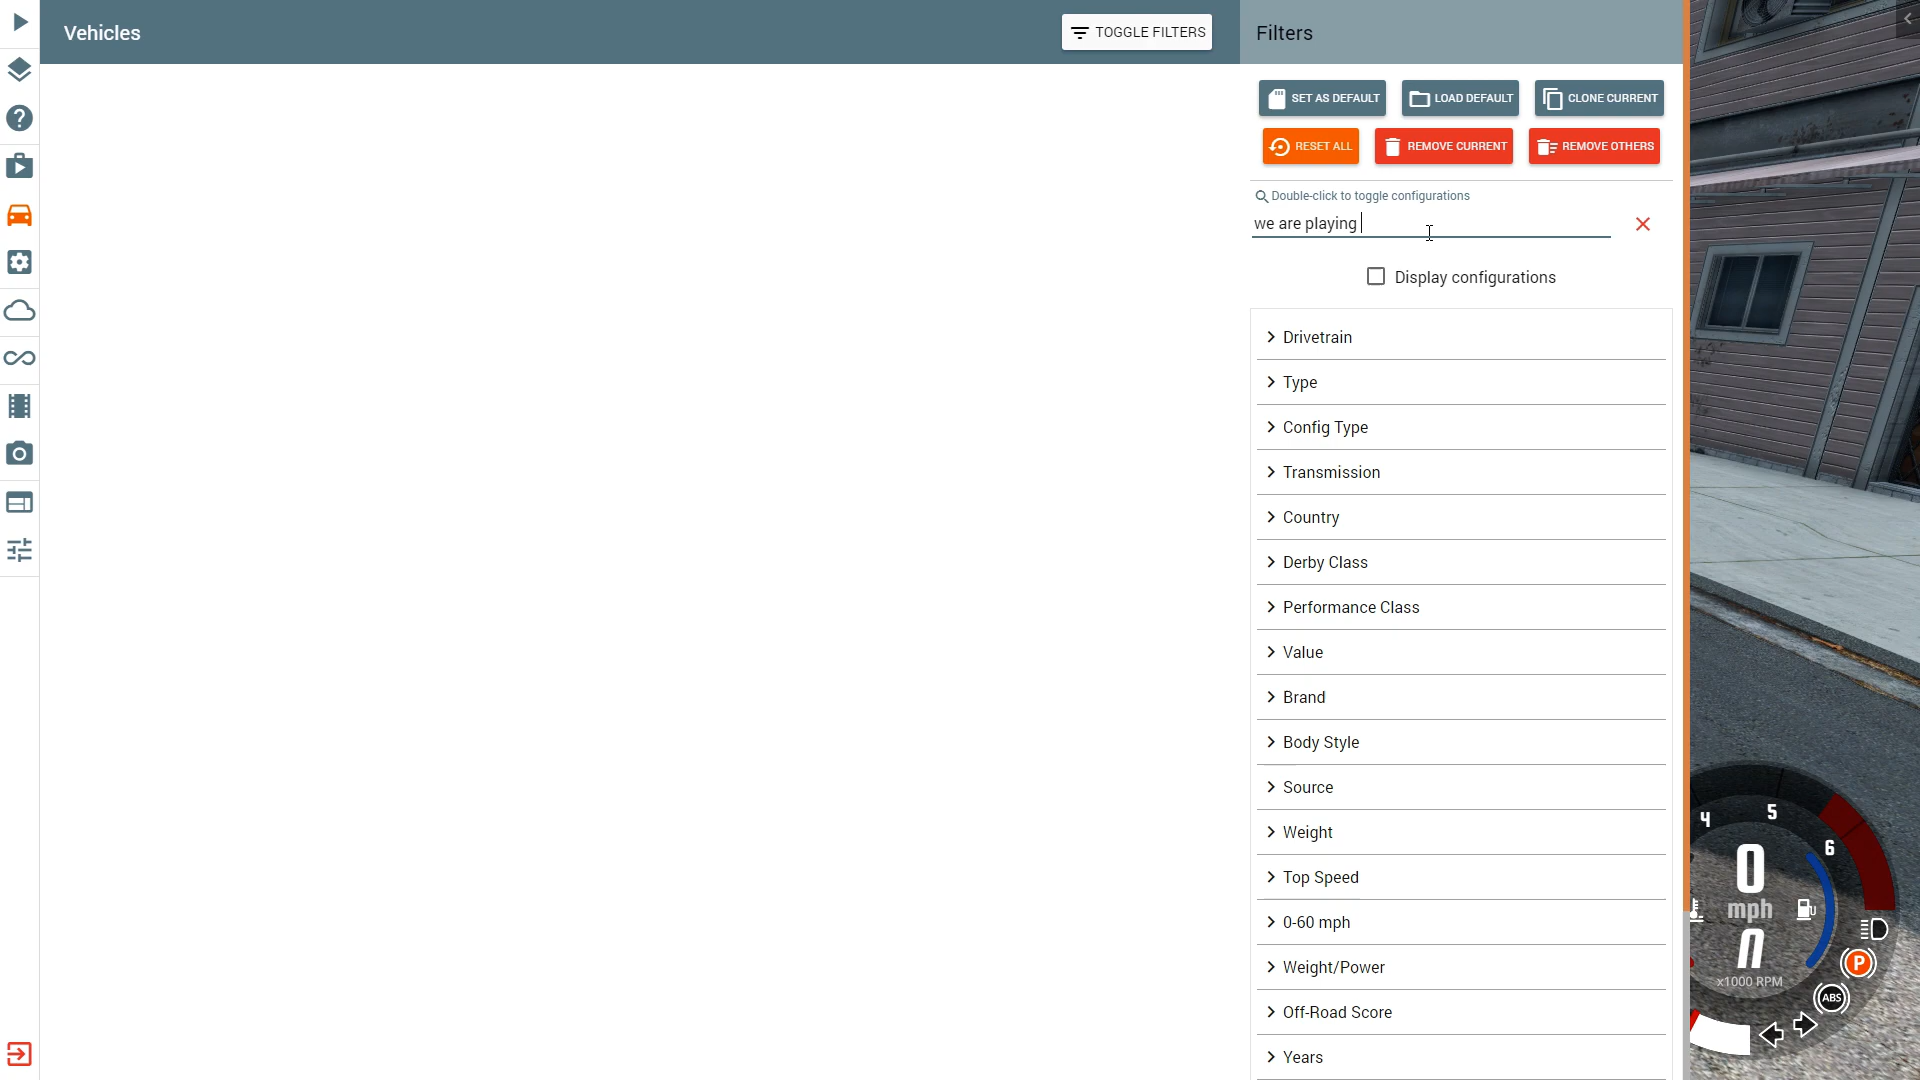 Vehicles
TOGGLE FILTERS
Filters
SET AS DEFAULT
LOAD DEFAULT
CLONE CURRENT
RESET ALL
REMOVE CURRENT
REMOVE OTHERS
Double-click to toggle configurations
we are playing
Display configurations
Drivetrain
Type
Config Type
Transmission
Country
Derby Class
Performance Class
Value
Brand
Body Style
Source
Weight
Top Speed
0-60 mph
Weight/Power
Off-Road Score
Years
4
5
6
0
mph
n
x1000 RPM
P
ABS